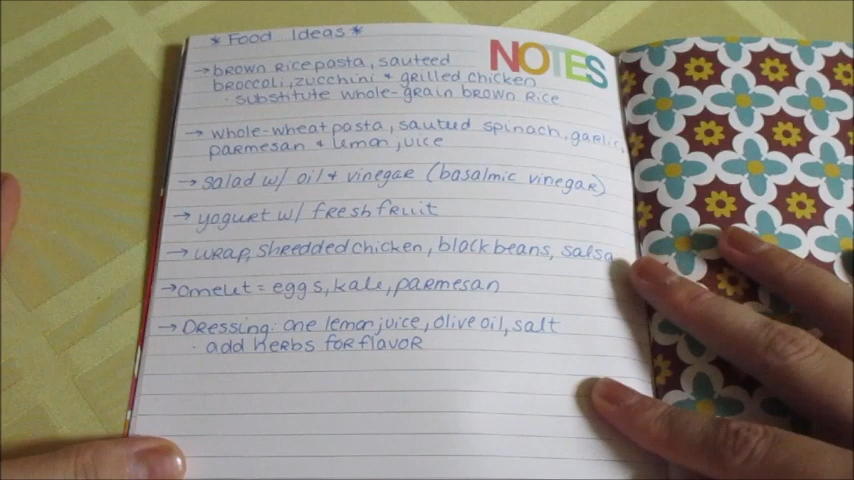 * Food Ideas *
NOTES
→ brown rice pasta, sauteed
broccoli, zucchini + grilled chicken
· substitute whole-grain brown rice
→ whole-wheat pasta, sauteed spinach, garlic,
parmesan + lemon juice
→ salad w/ oil + vinegar (basalmic vinegar)
→ yogurt w/ fresh fruit
→ wrap, shredded chicken, black beans, salsa
→ omelet = eggs, kale, parmesan
→ Dressing: one lemon juice, olive oil, salt
· add herbs for flavor